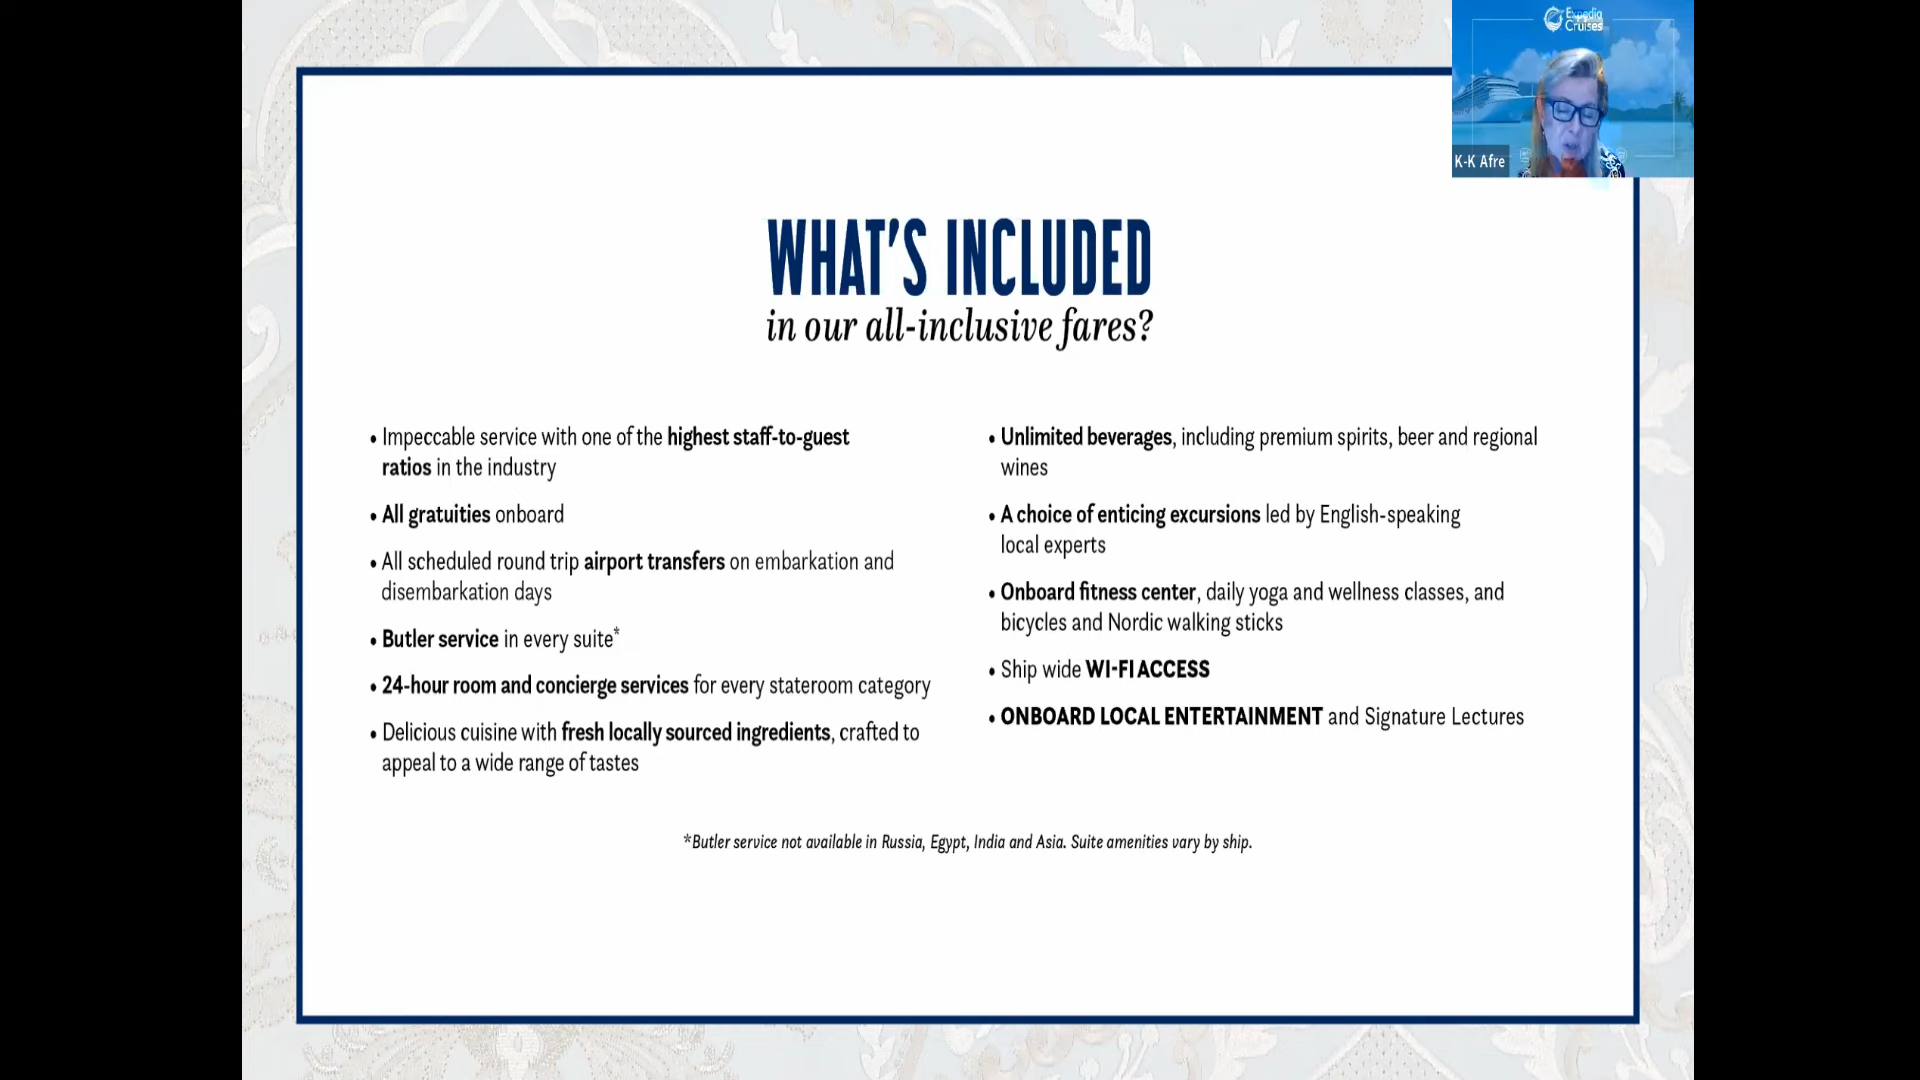 Expedia
Cruises
K-K Afre
WHAT'S INCLUDED
in our all-inclusive fares?
• Impeccable service with one of the highest staff-to-guest
ratios in the industry
• All gratuities onboard
• All scheduled round trip airport transfers on embarkation and
disembarkation days
• Butler service in every suite*
• 24-hour room and concierge services for every stateroom category
• Delicious cuisine with fresh locally sourced ingredients, crafted to
appeal to a wide range of tastes
• Unlimited beverages, including premium spirits, beer and regional
wines
• A choice of enticing excursions led by English-speaking
local experts
• Onboard fitness center, daily yoga and wellness classes, and
bicycles and Nordic walking sticks
• Ship wide WI-FI ACCESS
• ONBOARD LOCAL ENTERTAINMENT and Signature Lectures
*Butler service not available in Russia, Egypt, India and Asia. Suite amenities vary by ship.